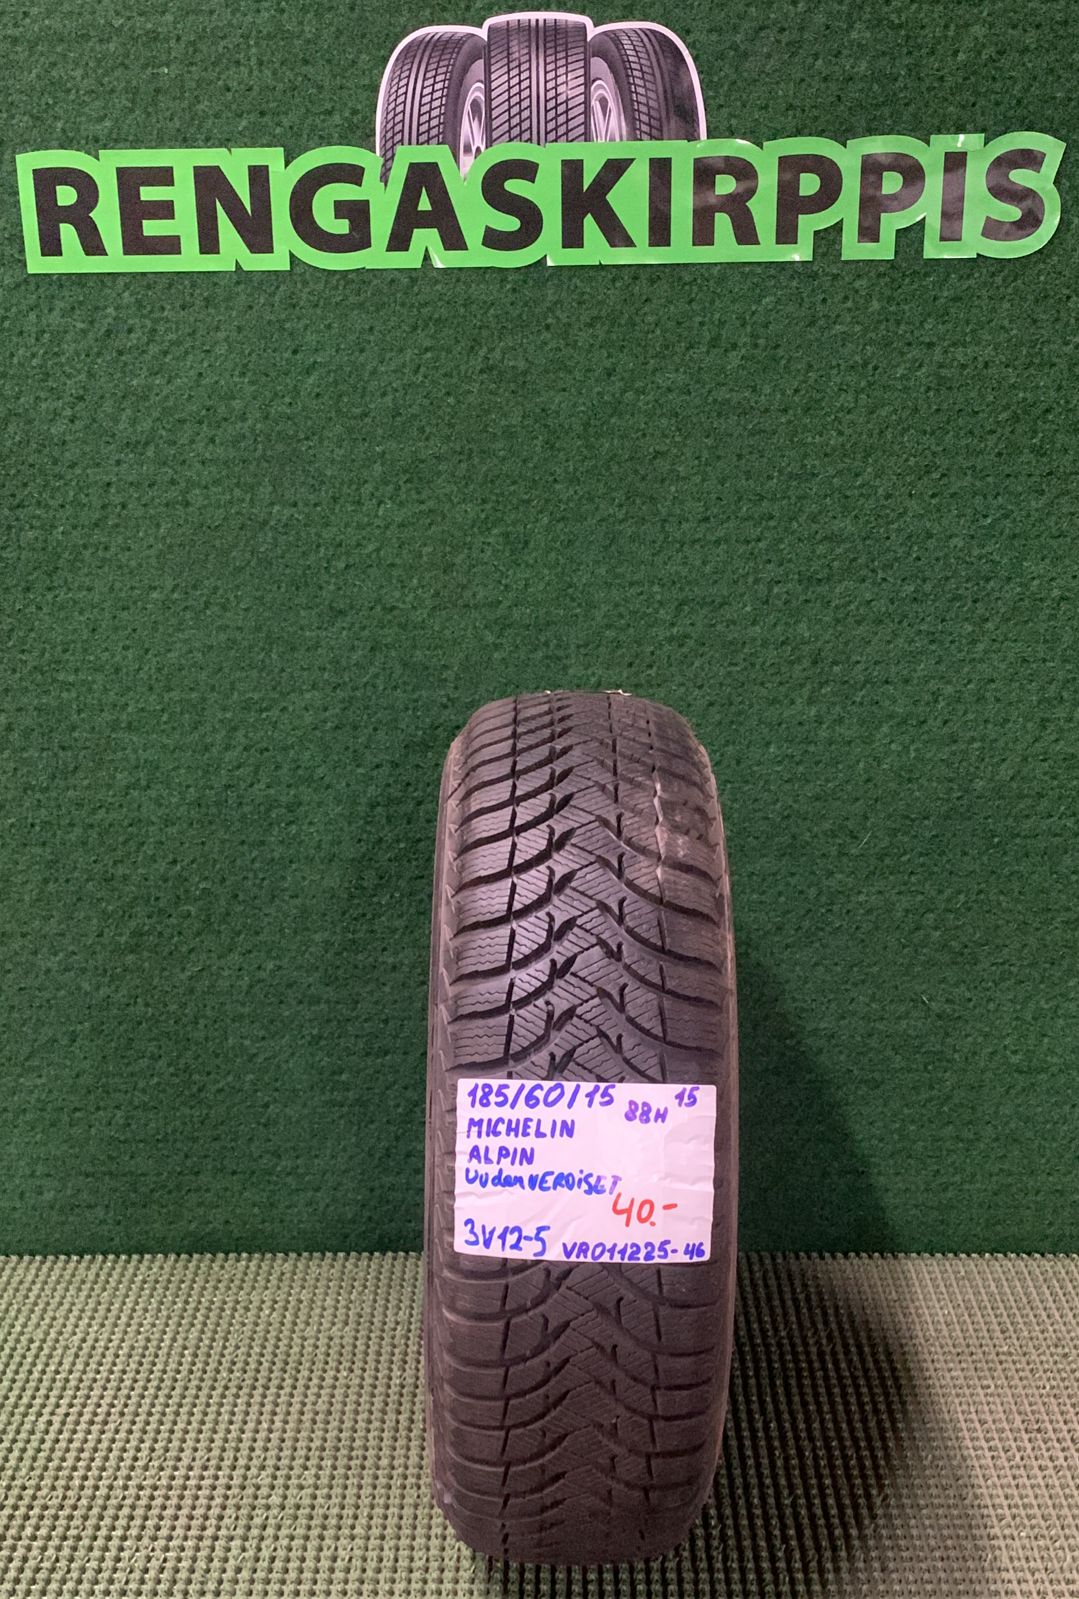 RENGASKIRPPIS
185/60/15 88H 15
MICHELIN
ALPIN
UudenVEROiSET
40.-
3V12-5 VR011225-46